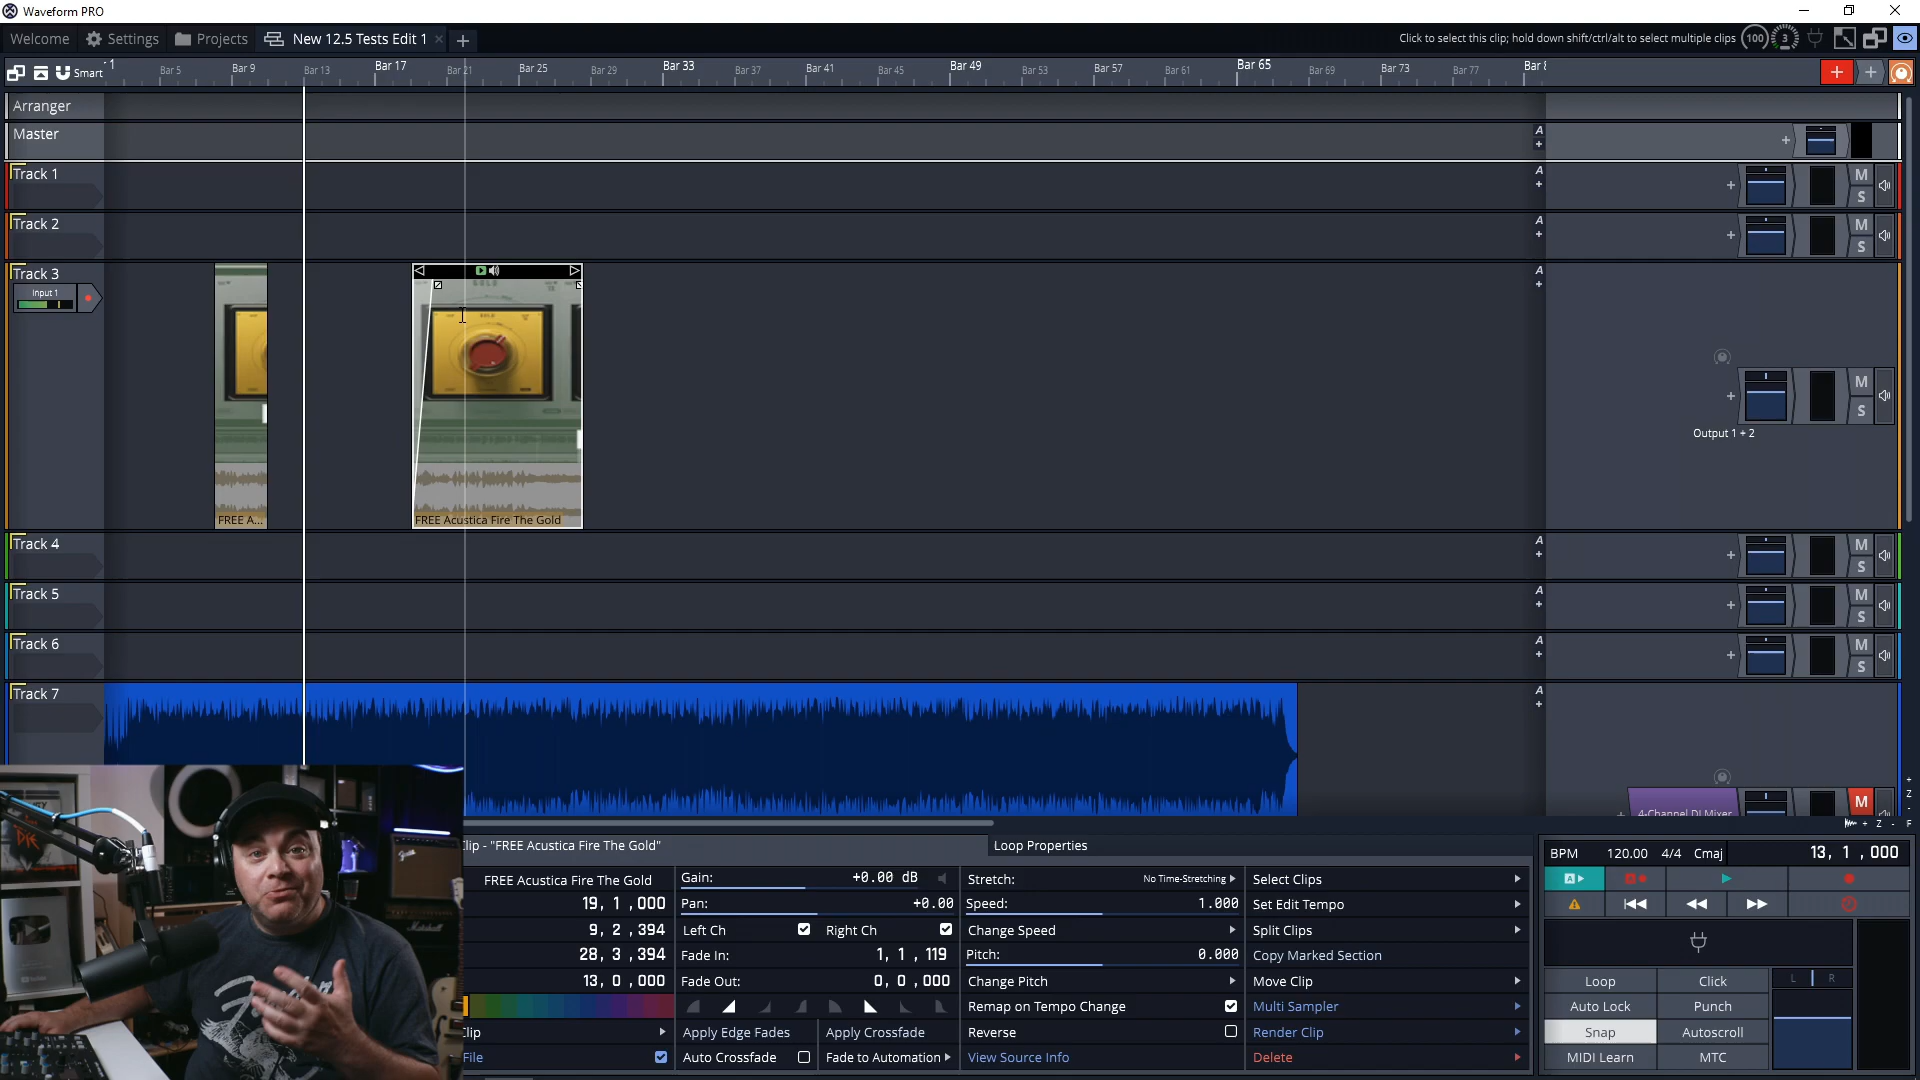 Waveform PRO
Welcome
Settings
Projects
New 12.5 Tests Edit 1
Click to select this clip; hold down shift/ctrl/alt to select multiple clips
100
3
Smart
1
Bar 5
Bar 9
Bar 13
Bar 17
Bar 21
Bar 25
Bar 29
Bar 33
Bar 37
Bar 41
Bar 45
Bar 49
Bar 53
Bar 57
Bar 61
Bar 65
Bar 69
Bar 73
Bar 77
Arranger
Master
A
Track 1
A
M
S
Track 2
A
M
S
Track 3
Input 1
A
M
S
Output 1 + 2
FREE A...
FREE Acustica Fire The Gold
Track 4
A
M
S
Track 5
A
M
S
Track 6
A
M
S
Track 7
A
4-Channel DJ Mixer
M
lip - "FREE Acustica Fire The Gold"
Loop Properties
FREE Acustica Fire The Gold
19, 1, 000
9, 2, 394
28, 3, 394
13, 0, 000
lip
File
Gain: +0.00 dB
Pan: +0.00
Left Ch
Right Ch
Fade In: 1, 1, 119
Fade Out: 0, 0, 000
Apply Edge Fades
Apply Crossfade
Auto Crossfade
Fade to Automation
Stretch: No Time-Stretching
Speed: 1.000
Change Speed
Pitch: 0.000
Change Pitch
Remap on Tempo Change
Reverse
View Source Info
Select Clips
Set Edit Tempo
Split Clips
Copy Marked Section
Move Clip
Multi Sampler
Render Clip
Delete
BPM 120.00 4/4 Cmaj 13, 1, 000
Loop
Click
Auto Lock
Punch
Snap
Autoscroll
MIDI Learn
MTC
L R